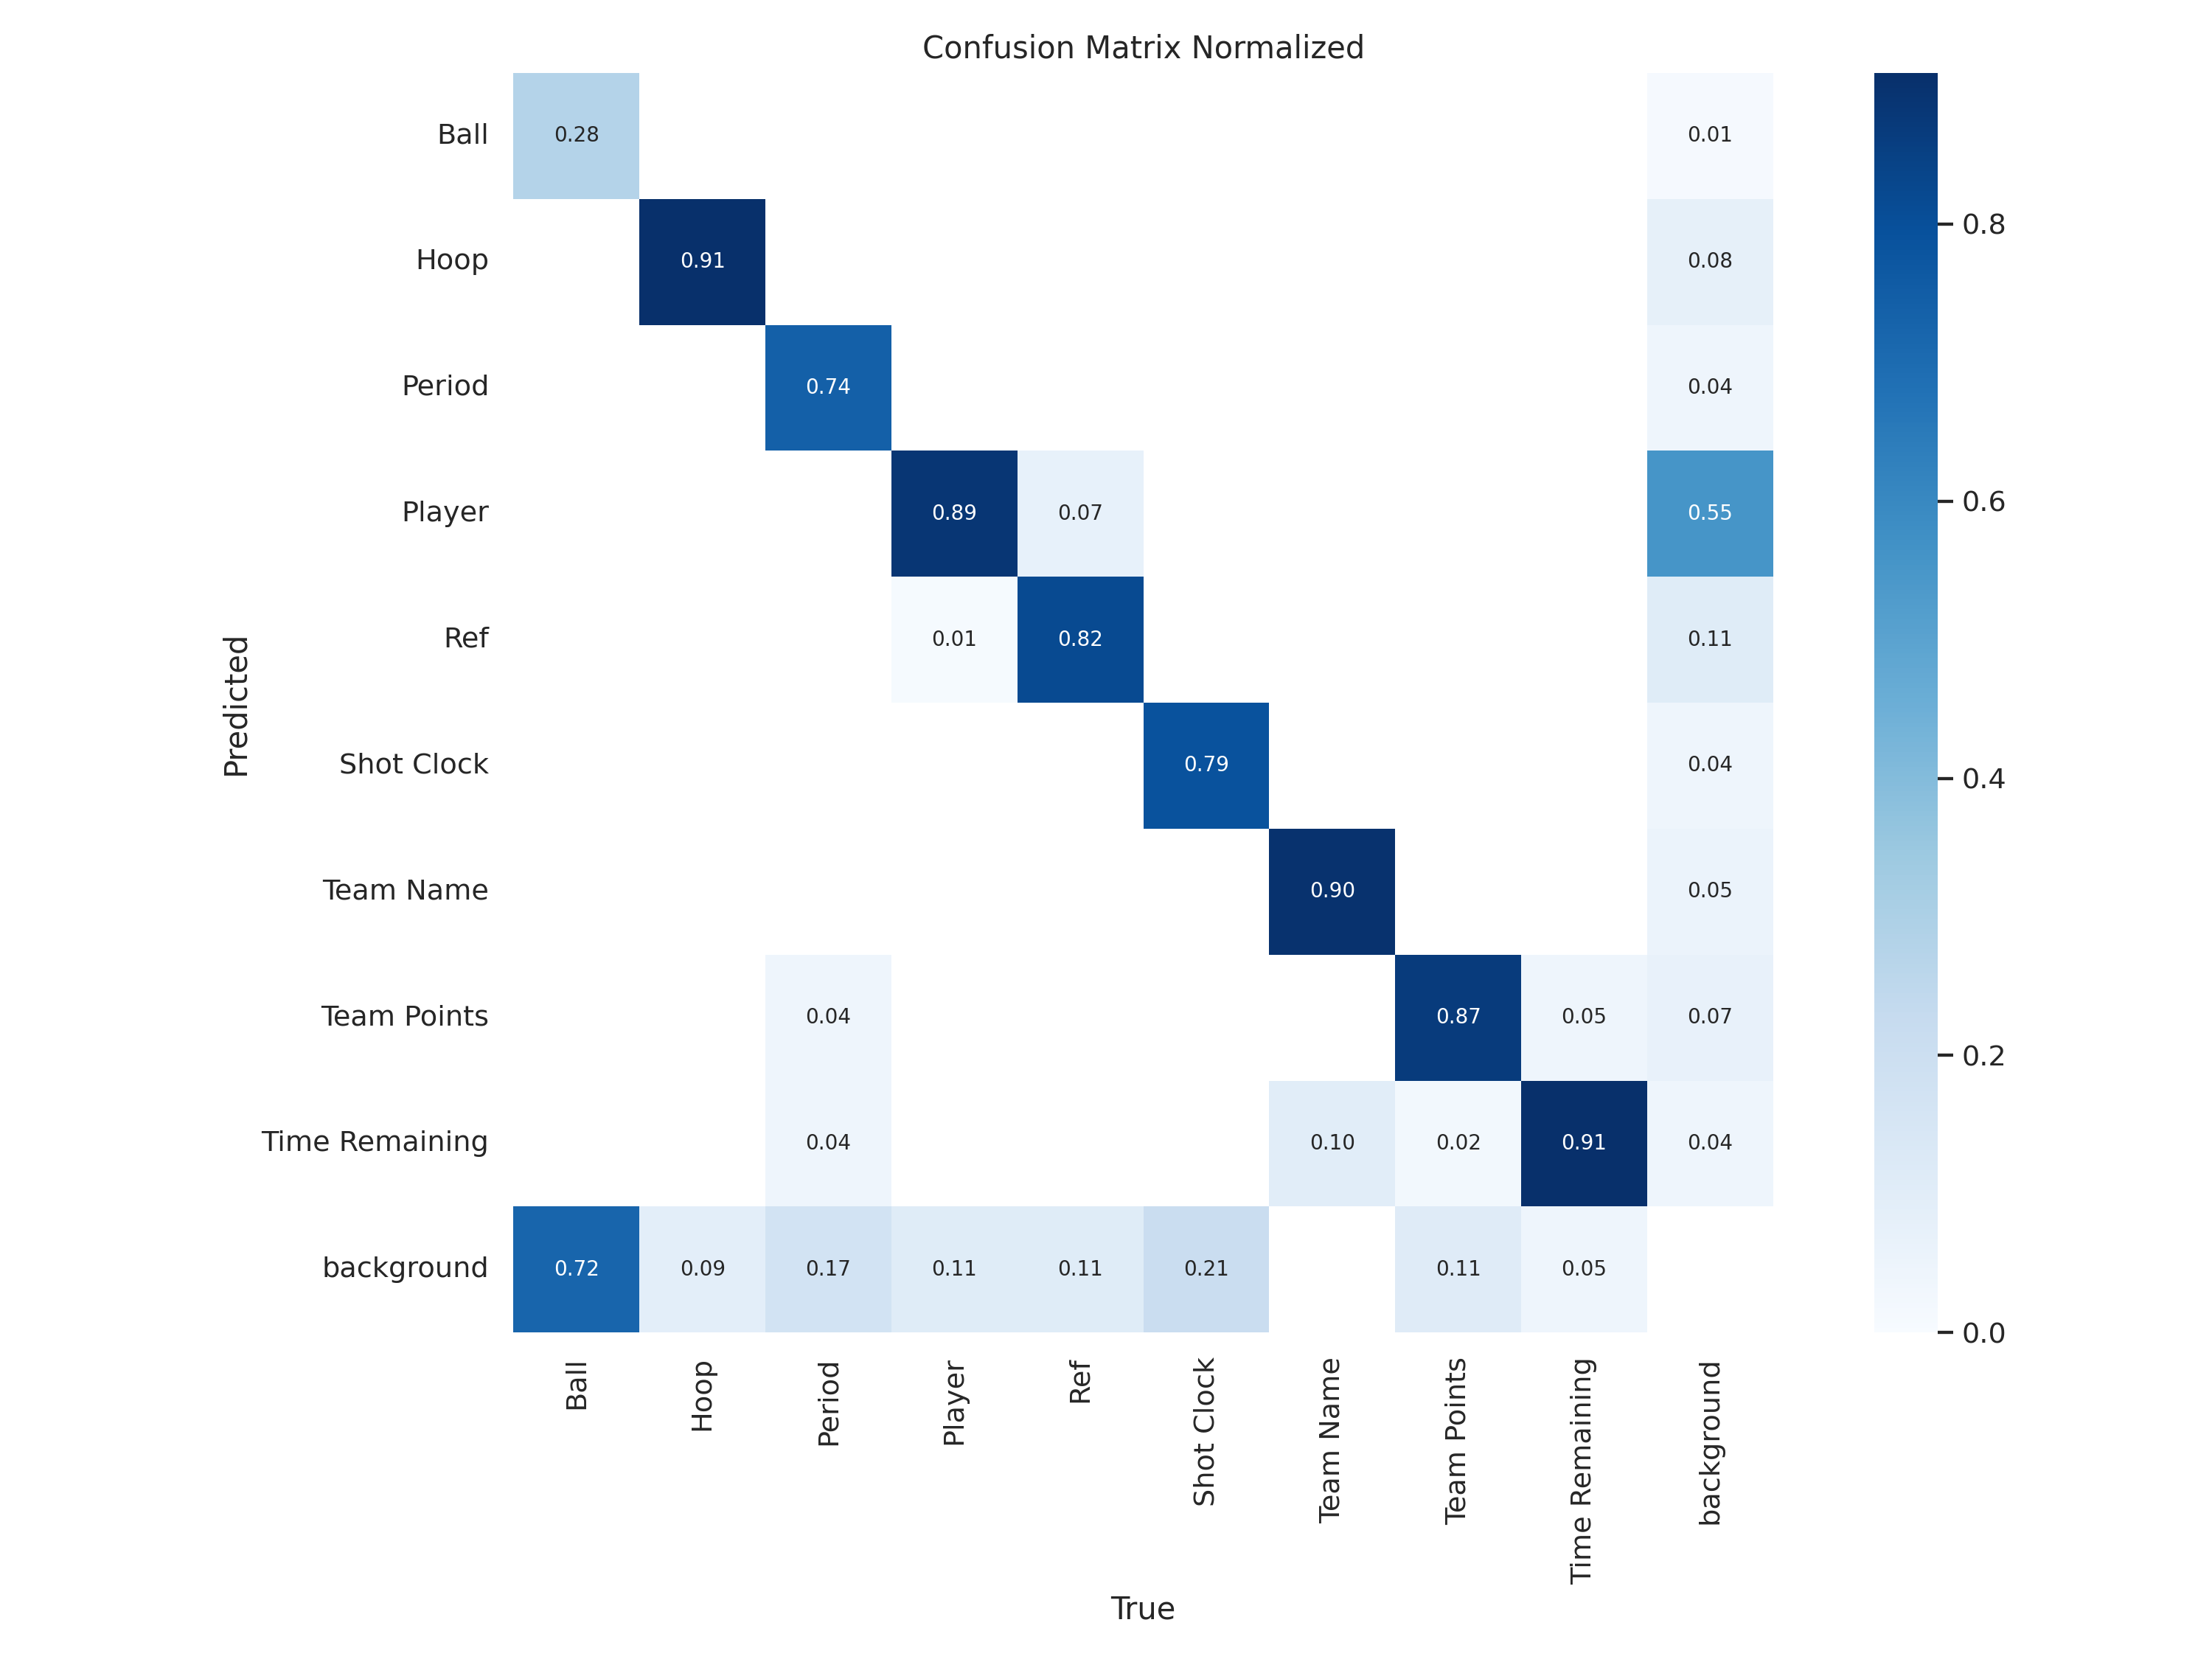 Confusion Matrix Normalized
Ball 0.28 0.01
Hoop 0.91 0.08
Period 0.74 0.04
Player 0.89 0.07 0.55
Ref 0.01 0.82 0.11
Shot Clock 0.79 0.04
Team Name 0.90 0.05
Team Points 0.04 0.87 0.05 0.07
Time Remaining 0.04 0.10 0.02 0.91 0.04
background 0.72 0.09 0.17 0.11 0.11 0.21 0.11 0.05
Predicted
Ball Hoop Period Player Ref Shot Clock Team Name Team Points Time Remaining background
True
0.8
0.6
0.4
0.2
0.0